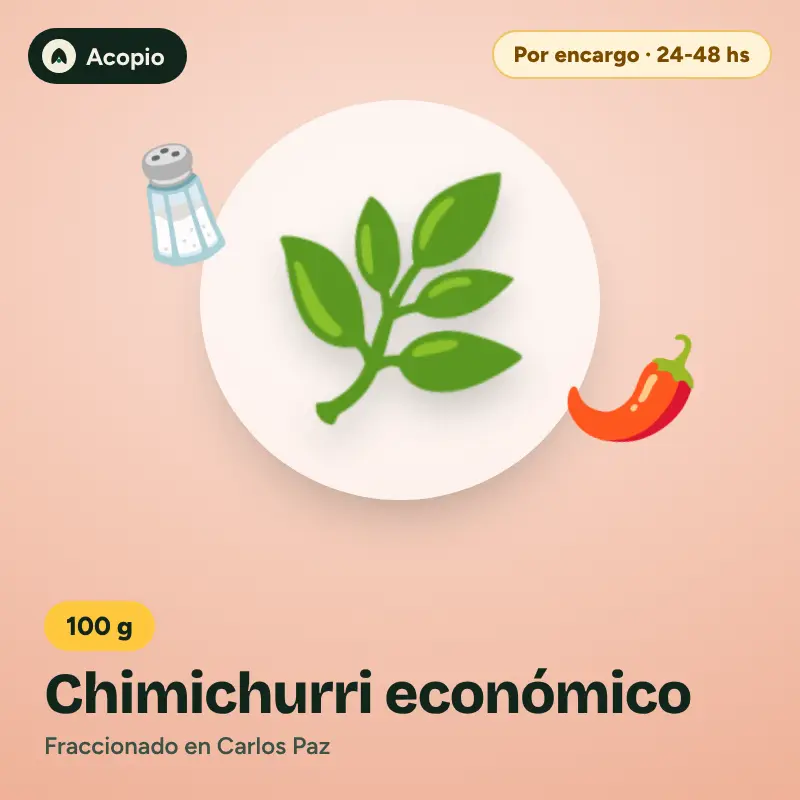 Acopio
Por encargo · 24-48 hs
100 g
Chimichurri económico
Fraccionado en Carlos Paz